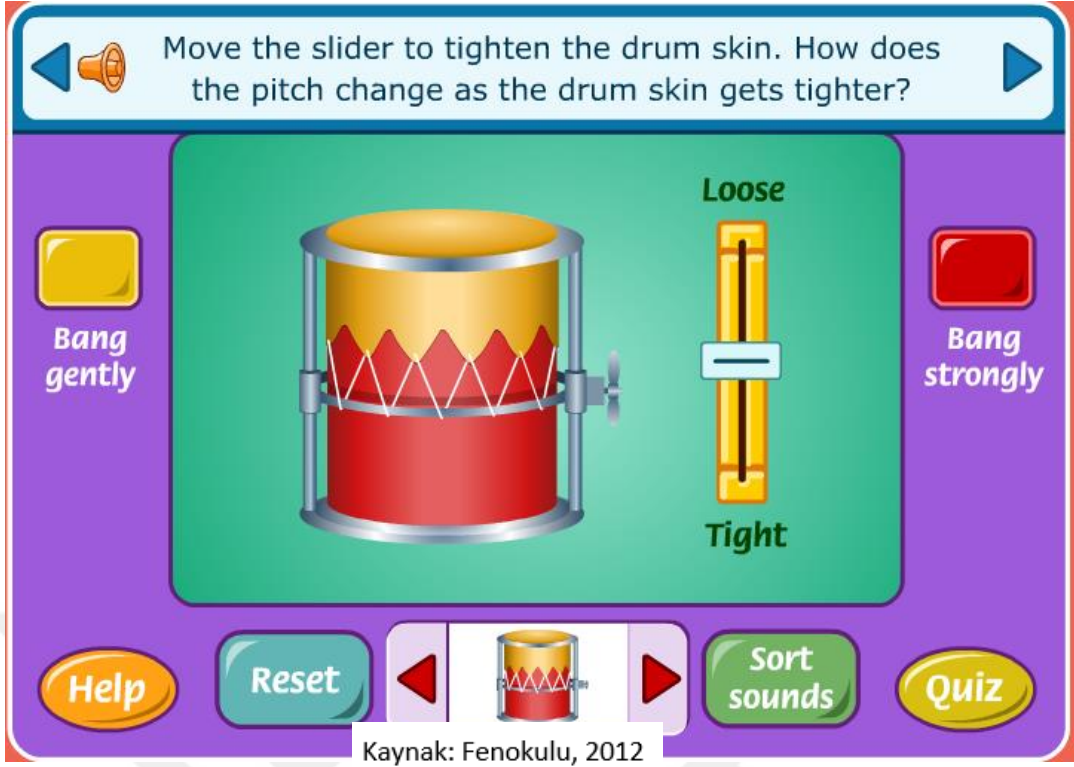 Move the slider to tighten the drum skin. How does
the pitch change as the drum skin gets tighter?
Loose
Bang
gently
Bang
strongly
Tight
Help
Reset
Sort
sounds
Quiz
Kaynak: Fenokulu, 2012